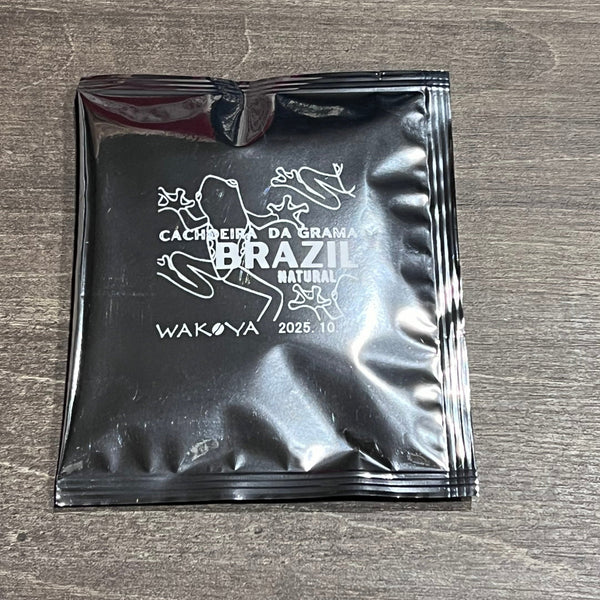 CACHOEIRA DA GRAMA
BRAZIL
NATURAL
WAKOYA 2025. 10.